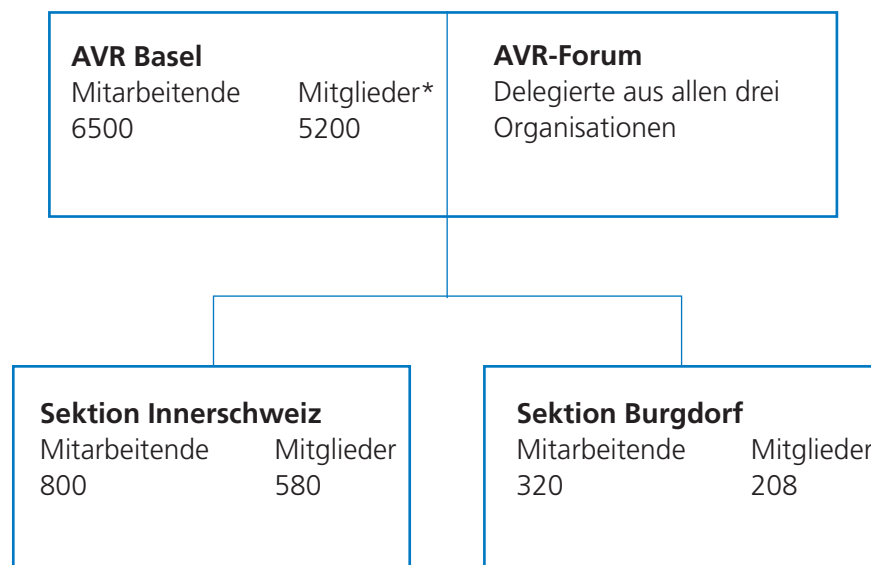 AVR Basel
Mitarbeitende Mitglieder*
6500 5200
AVR-Forum
Delegierte aus allen drei
Organisationen
Sektion Innerschweiz
Mitarbeitende Mitglieder
800 580
Sektion Burgdorf
Mitarbeitende Mitglieder
320 208